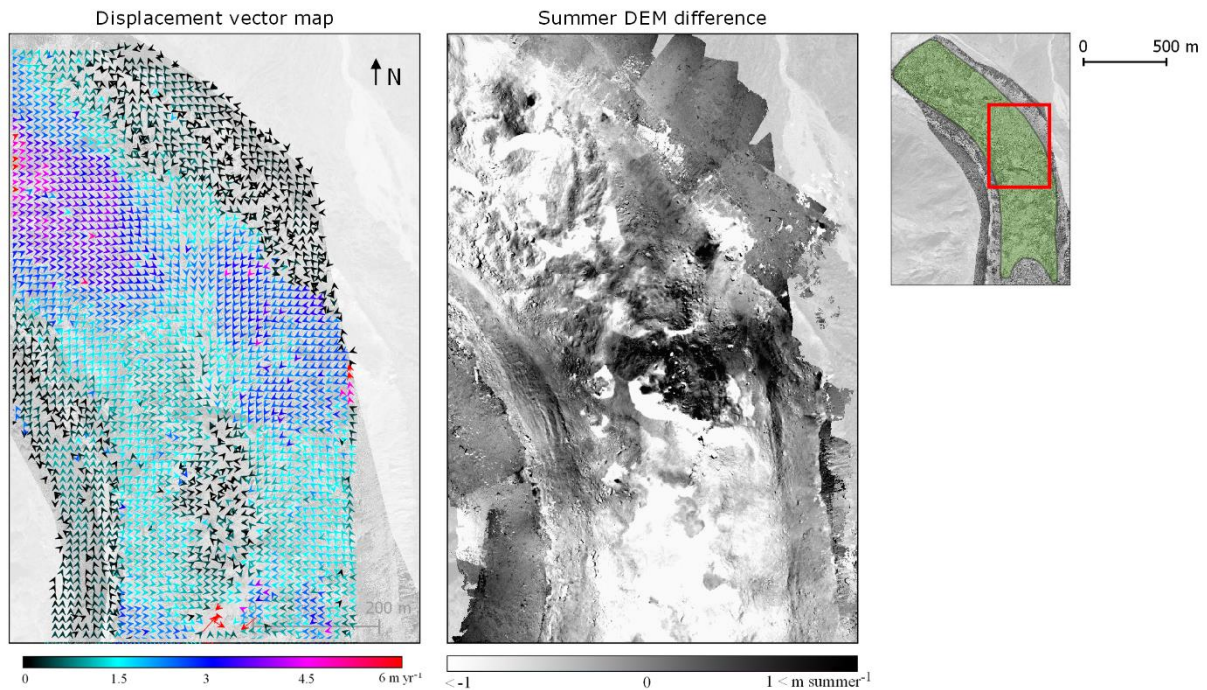 Displacement vector map
Summer DEM difference
N
0 500 m
200 m
0 1.5 3 4.5 6 m yr⁻¹
< -1 0 1 < m summer⁻¹